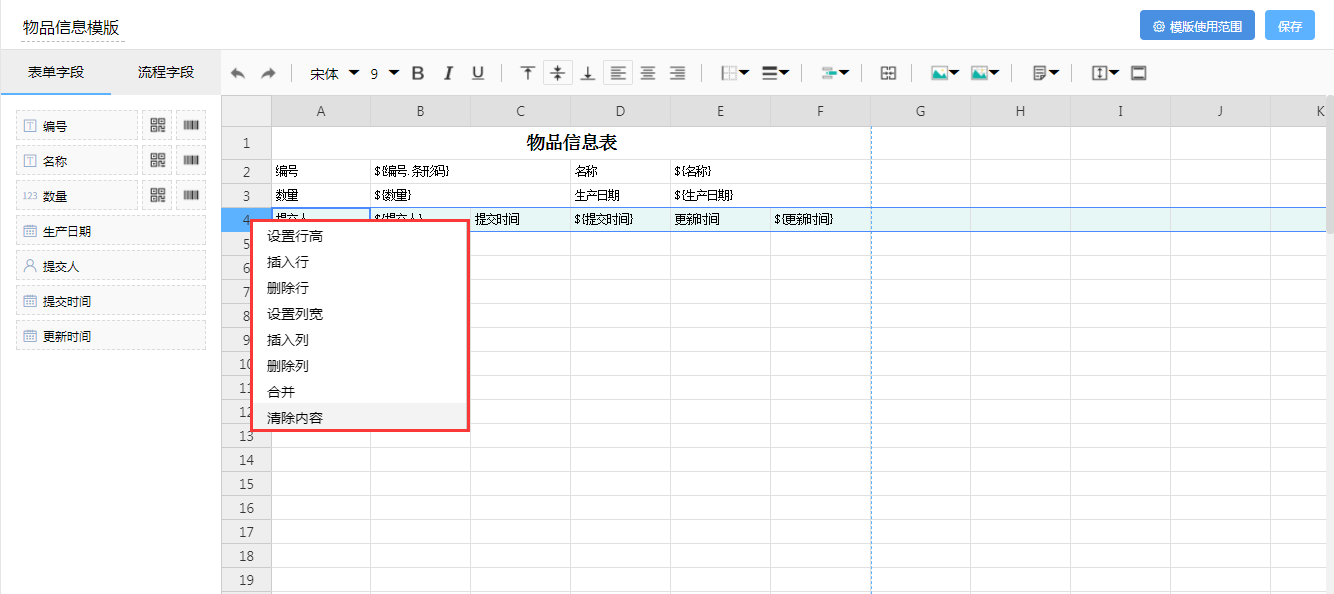 物品信息模版
模版使用范围
保存
表单字段
流程字段
宋体
9
B
I
U
编号
名称
123 数量
生产日期
提交人
提交时间
更新时间
A B C D E F G H I J K
1 物品信息表
2 编号 ${编号.条形码} 名称 ${名称}
3 数量 ${数量} 生产日期 ${生产日期}
4 提交人 ${提交人} 提交时间 ${提交时间} 更新时间 ${更新时间}
5
6
7
8
9
10
11
12
13
14
15
16
17
18
19
设置行高
插入行
删除行
设置列宽
插入列
删除列
合并
清除内容